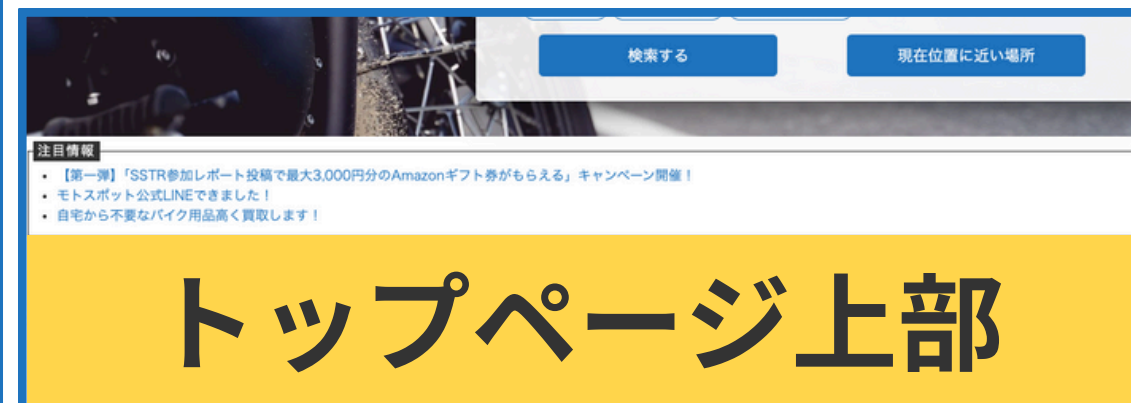 検索する
現在位置に近い場所
注目情報
・【第一弾】「SSTR参加レポート投稿で最大3,000円分のAmazonギフト券がもらえる」キャンペーン開催！
・モトスポット公式LINEできました！
・自宅から不要なバイク用品高く買取します！
トップページ上部